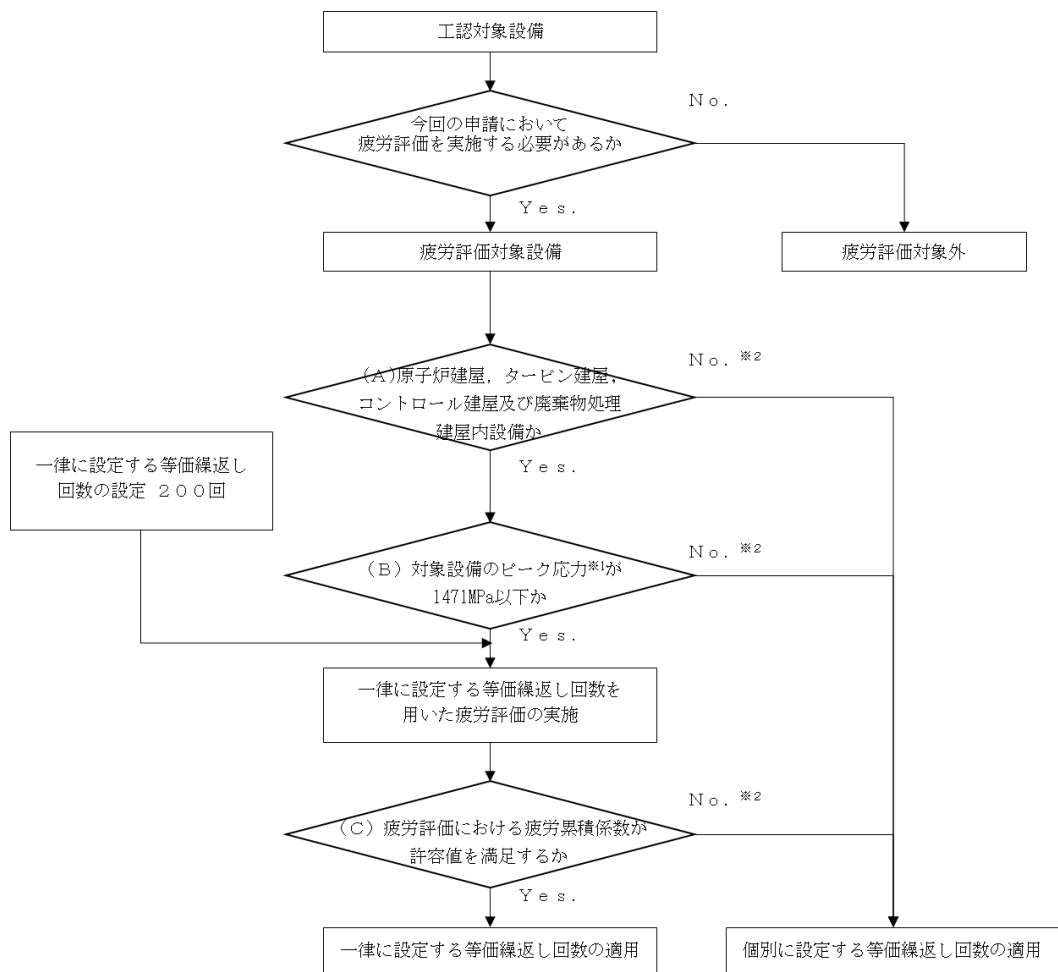 工認対象設備
No.
今回の申請において
疲労評価を実施する必要があるか
Yes.
疲労評価対象設備
疲労評価対象外
No.※2
(A)原子炉建屋,タービン建屋,
コントロール建屋及び廃棄物処理
建屋内設備か
一律に設定する等価繰返し
回数の設定 200回
Yes.
No.※2
(B)対象設備のピーク応力※1が
1471MPa以下か
Yes.
一律に設定する等価繰返し回数を
用いた疲労評価の実施
No.※2
(C)疲労評価における疲労累積係数が
許容値を満足するか
Yes.
一律に設定する等価繰返し回数の適用
個別に設定する等価繰返し回数の適用